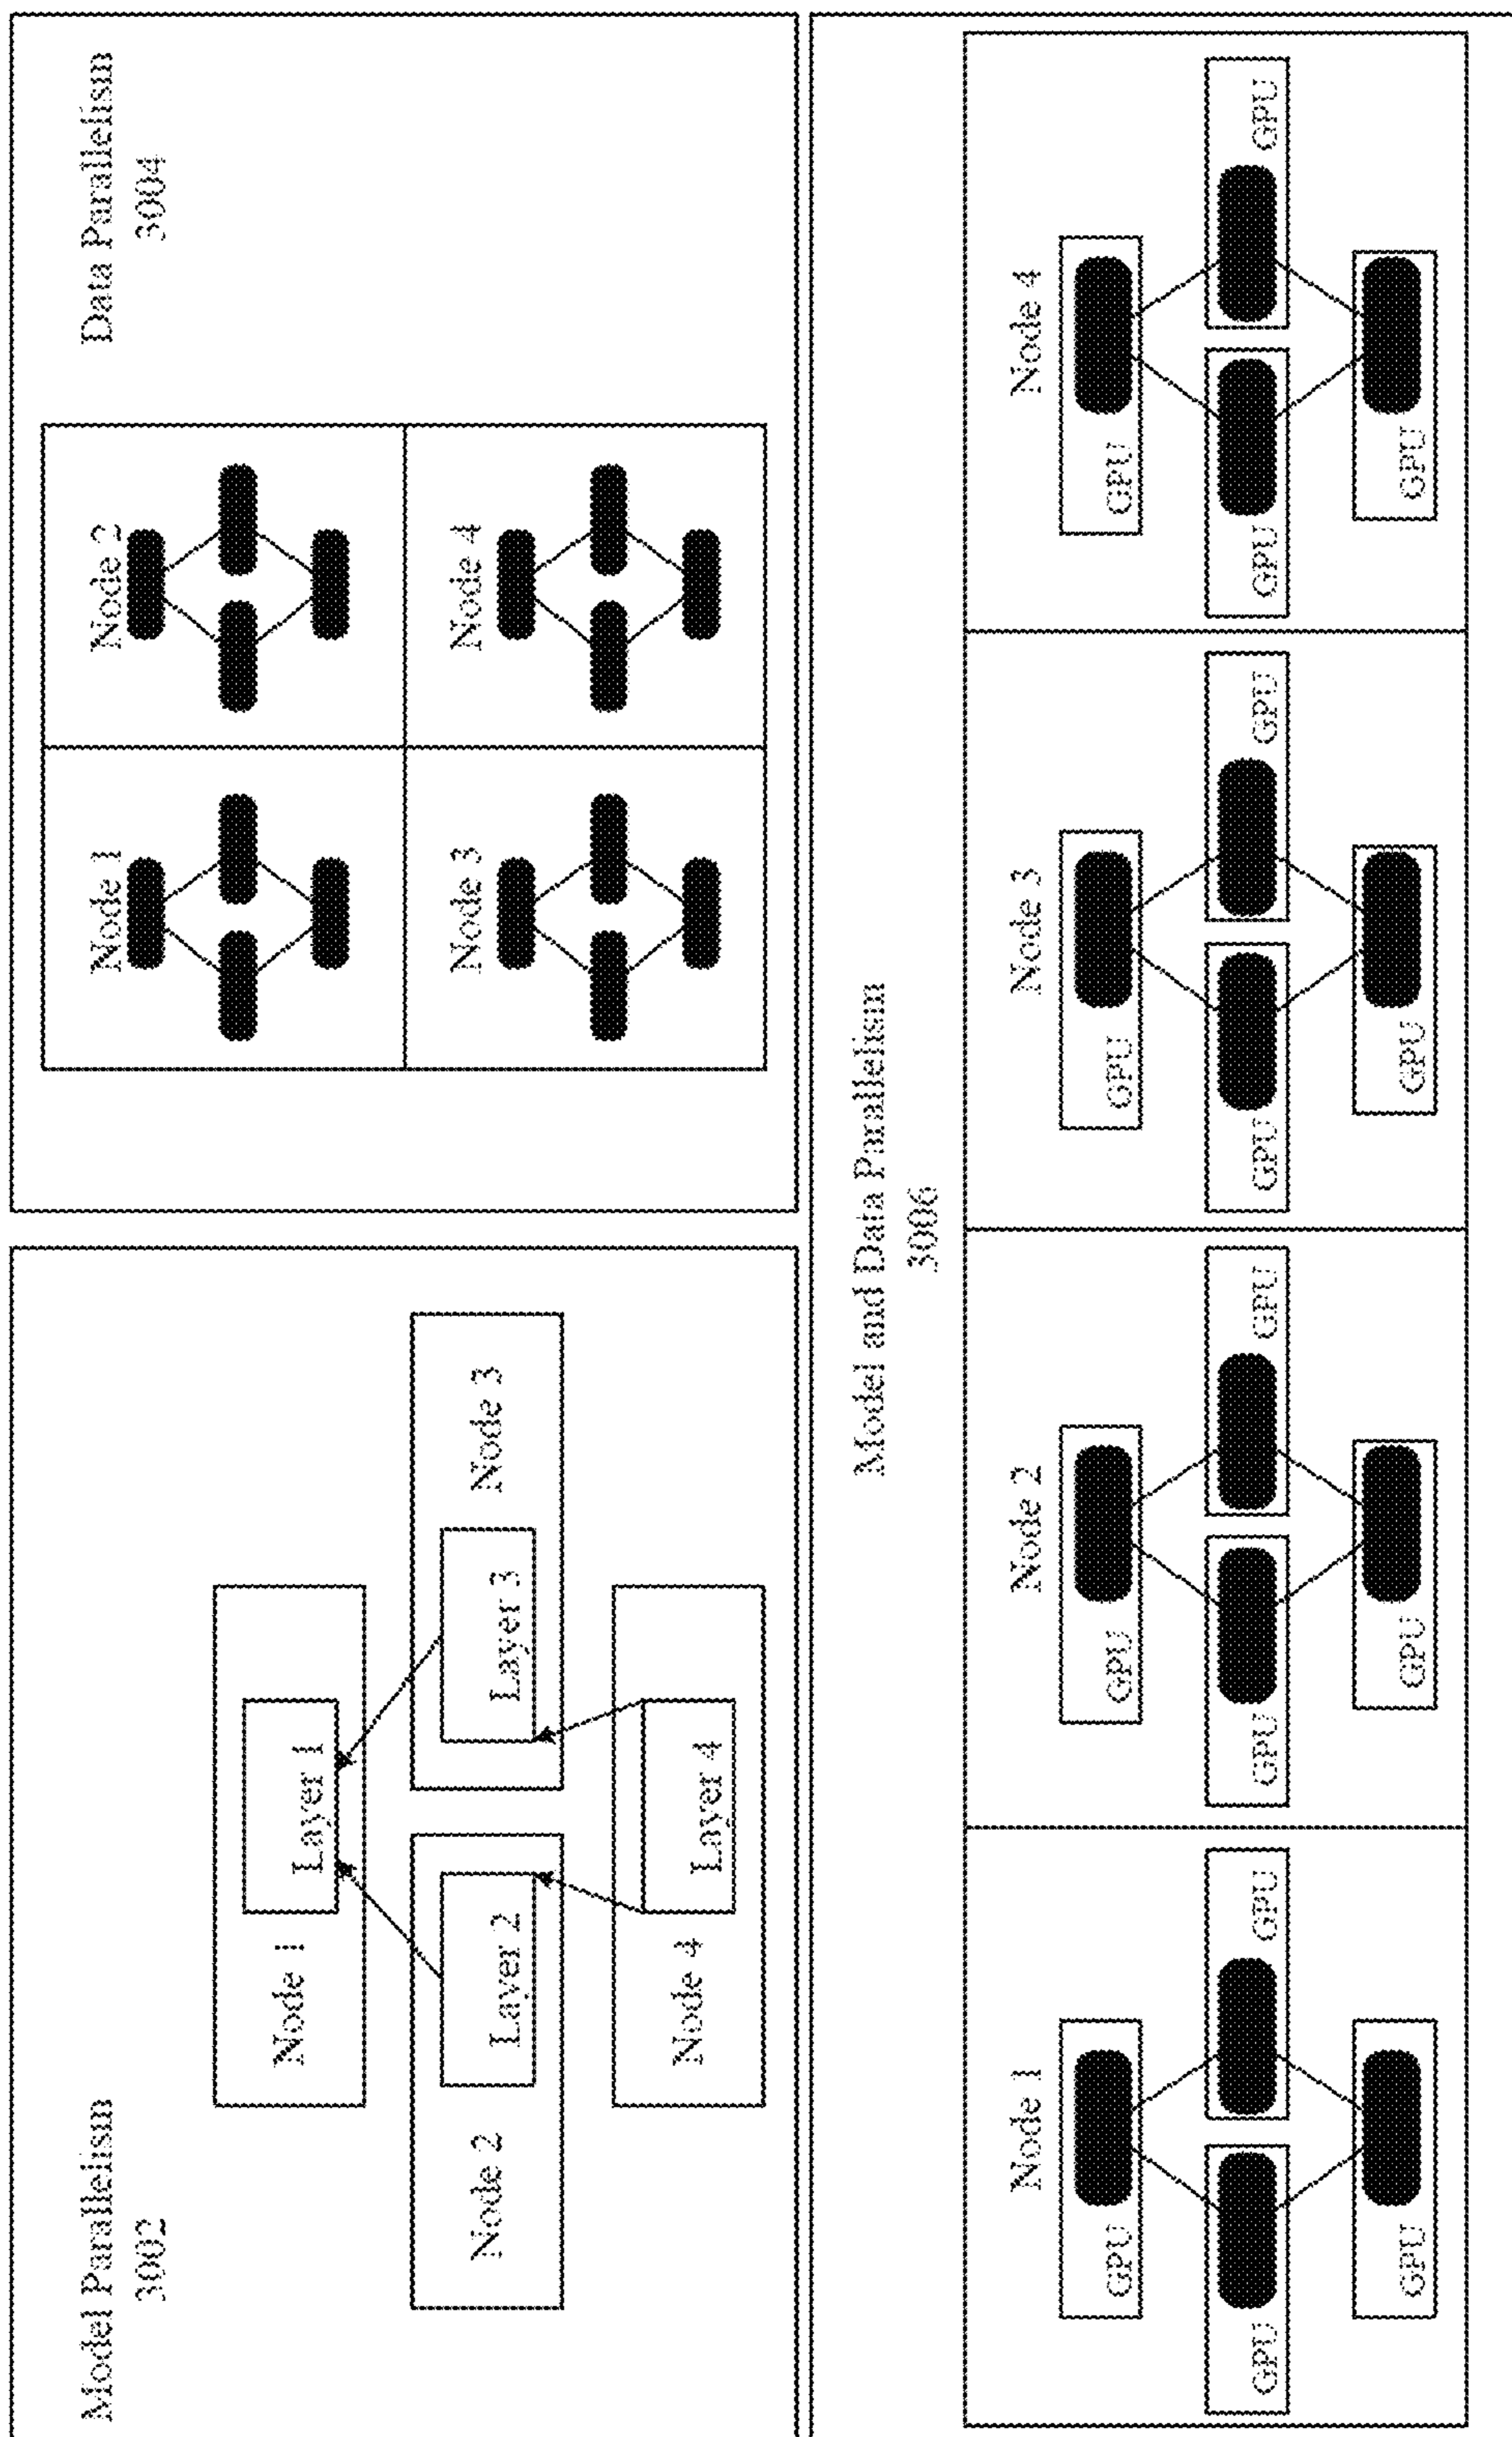 Model Parallelism
3002
Node 1
Layer 1
Node 2
Layer 2
Layer 3
Node 3
Node 4
Layer 4
Data Parallelism
3004
Node 1
Node 2
Node 3
Node 4
Model and Data Parallelism
3006
Node 1
GPU
GPU
GPU
GPU
Node 2
GPU
GPU
GPU
GPU
Node 3
GPU
GPU
GPU
GPU
Node 4
GPU
GPU
GPU
GPU